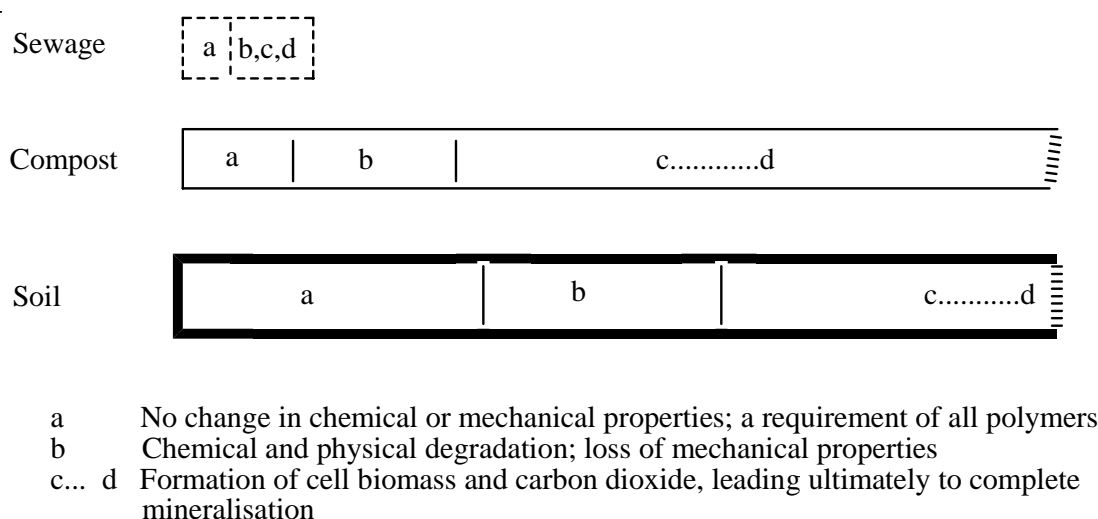 Sewage a b,c,d
Compost a b c............d
Soil a b c...........d
a No change in chemical or mechanical properties; a requirement of all polymers
b Chemical and physical degradation; loss of mechanical properties
c... d Formation of cell biomass and carbon dioxide, leading ultimately to complete
mineralisation